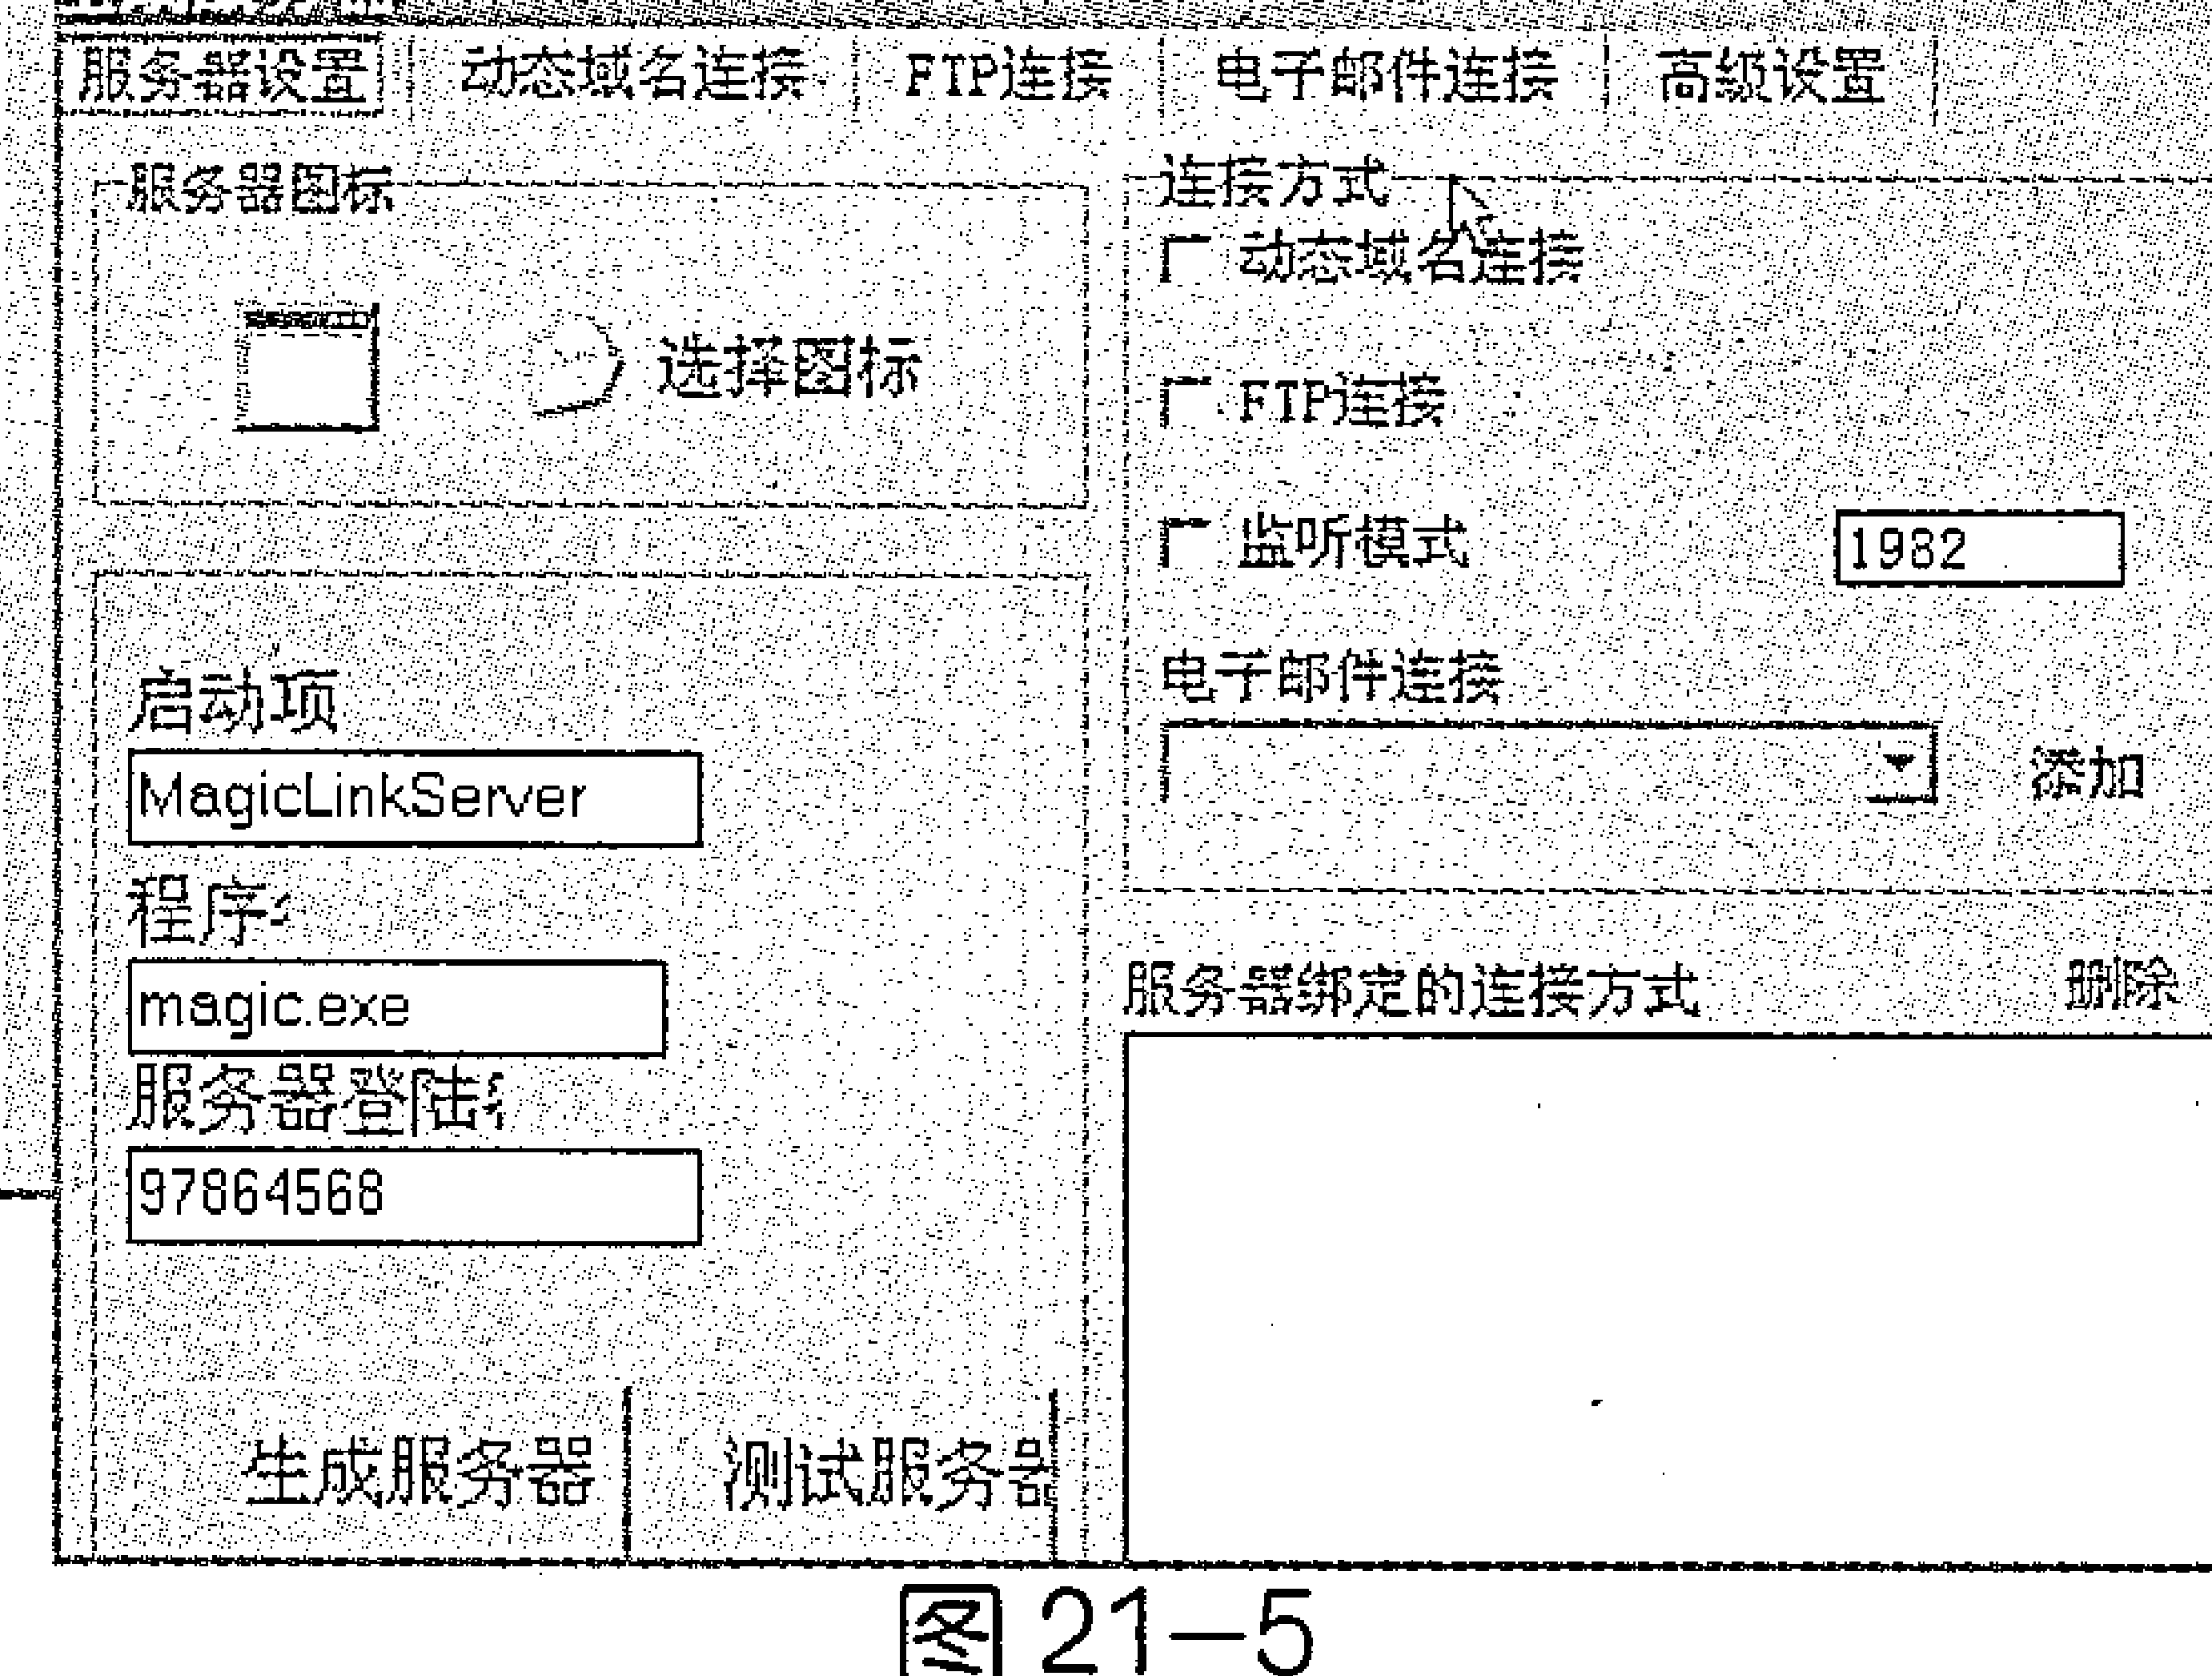 服务器设置 动态域名连接 FTP连接 电子邮件连接 高级设置
服务器图标
选择图标
启动项
MagicLinkServer
程序
magic.exe
服务器登陆
97864568
生成服务器 测试服务器
连接方式
动态域名连接
FTP连接
监听模式 1982
电子邮件连接
添加
服务器绑定的连接方式 删除
图 21-5